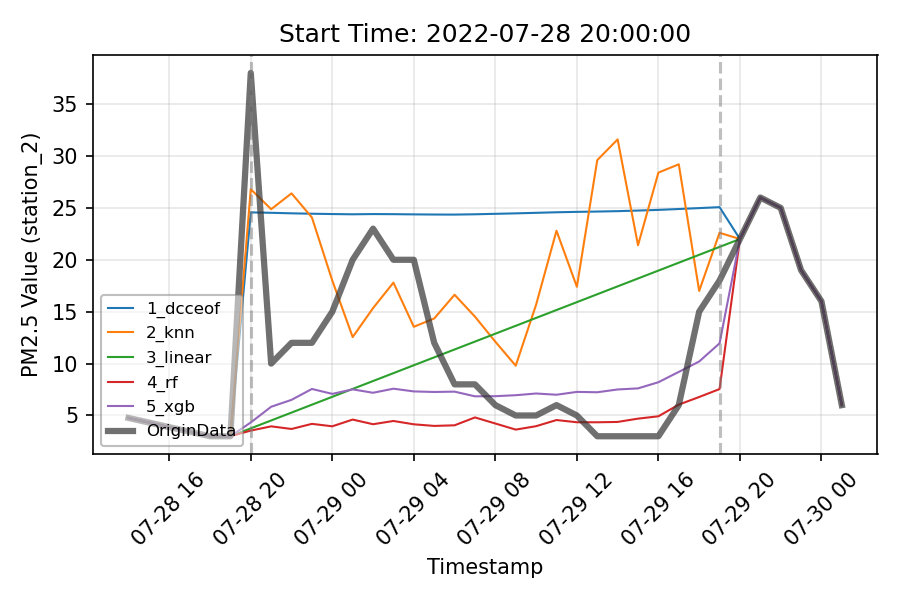 Start Time: 2022-07-28 20:00:00
PM2.5 Value (station_2)
35
30
25
20
15
10
5
1_dcceof
2_knn
3_linear
4_rf
5_xgb
OriginData
07-28 16
07-28 20
07-29 00
07-29 04
07-29 08
07-29 12
07-29 16
07-29 20
07-30 00
Timestamp